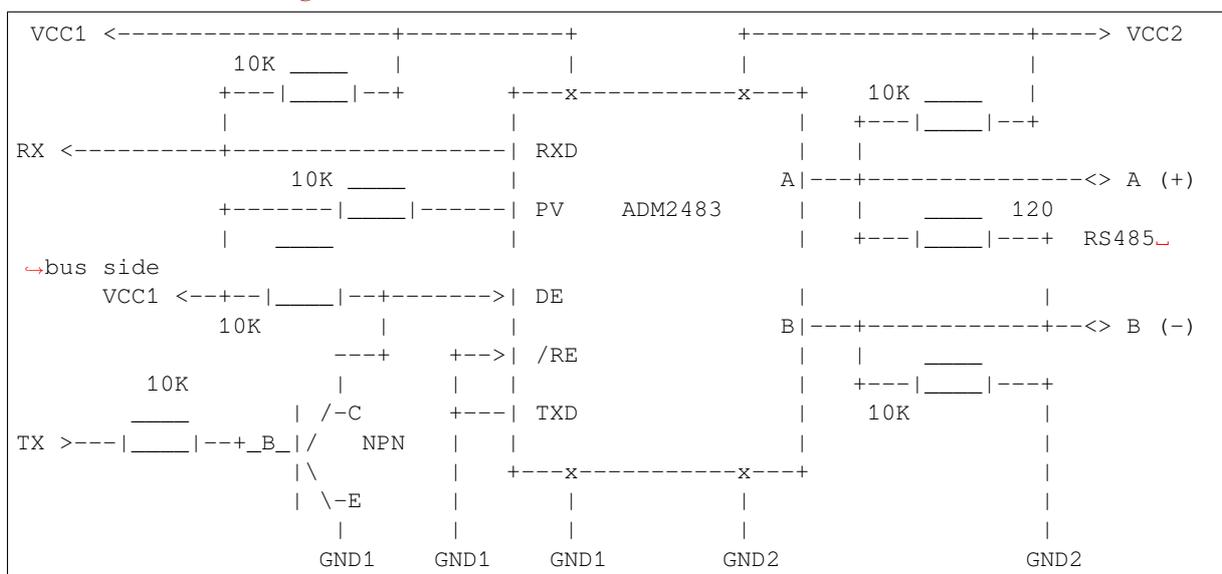 VCC1 <--------------------+------------+            +--------------------+----> VCC2
10K ____   |            |            |                    |
+---|____|--+        +---x-----------x---+     10K ____   |
|                    |                   |    +---|____|--+
RX <----------+--------------------| RXD               |    |
10K ____         |                 A|---+---------------<> A (+)
+-------|____|------| PV      ADM2483    |    |    ____   120
|   ____            |                    |    +---|____|---+  RS485␣
↪bus side
VCC1 <--+--|____|--+------->| DE                 |                |
10K        |        |                  B|---+------------+--<> B (-)
---+    +-->| /RE               |    |    ____
10K          |       |   |                    |    +---|____|---+
____       | /-C     +---| TXD                |     10K         |
TX >---|____|--+_B_|/   NPN   |   |                    |                 |
|\         |   +---x-----------x---+                 |
| \-E      |       |           |                     |
|        |       |           |                     |
GND1    GND1    GND1        GND2                  GND2